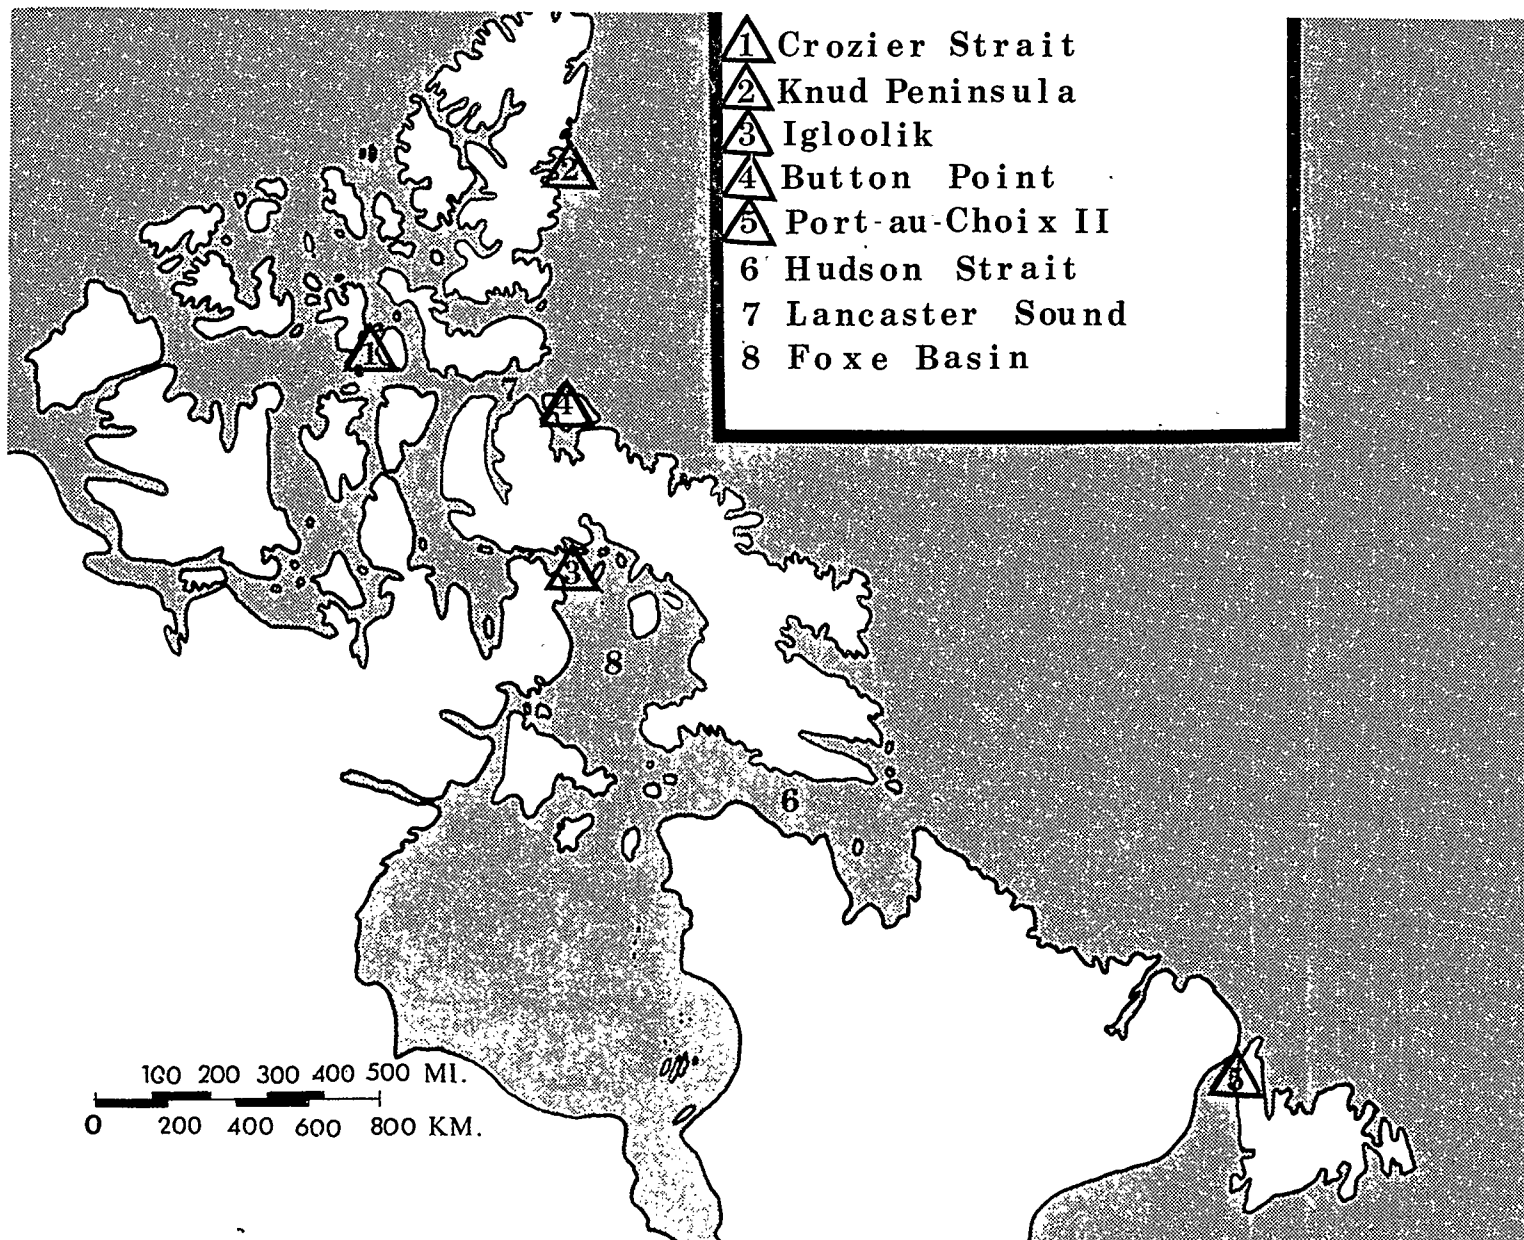 1 Crozier Strait
2 Knud Peninsula
3 Igloolik
4 Button Point
5 Port-au-Choix II
6 Hudson Strait
7 Lancaster Sound
8 Foxe Basin
2
1
7
4
3
8
6
5
100 200 300 400 500 MI.
0 200 400 600 800 KM.